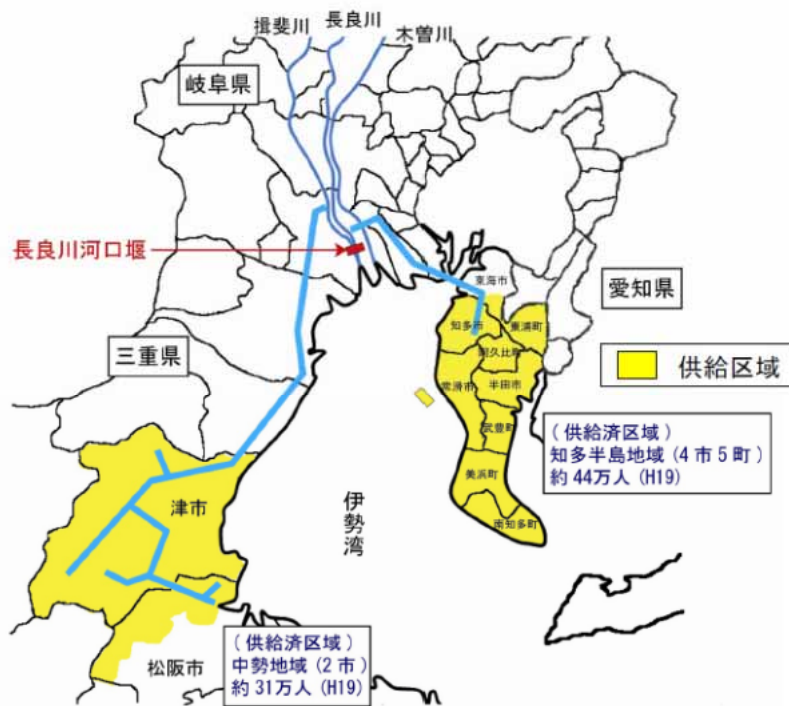 揖斐川
長良川
木曽川
岐阜県
長良川河口堰
東海市
愛知県
知多市
東浦町
阿久比町
三重県
供給区域
常滑市
半田市
武豊町
(供給済区域)
知多半島地域(4市5町)
約44万人(H19)
美浜町
津市
伊勢湾
南知多町
(供給済区域)
中勢地域(2市)
約31万人(H19)
松阪市